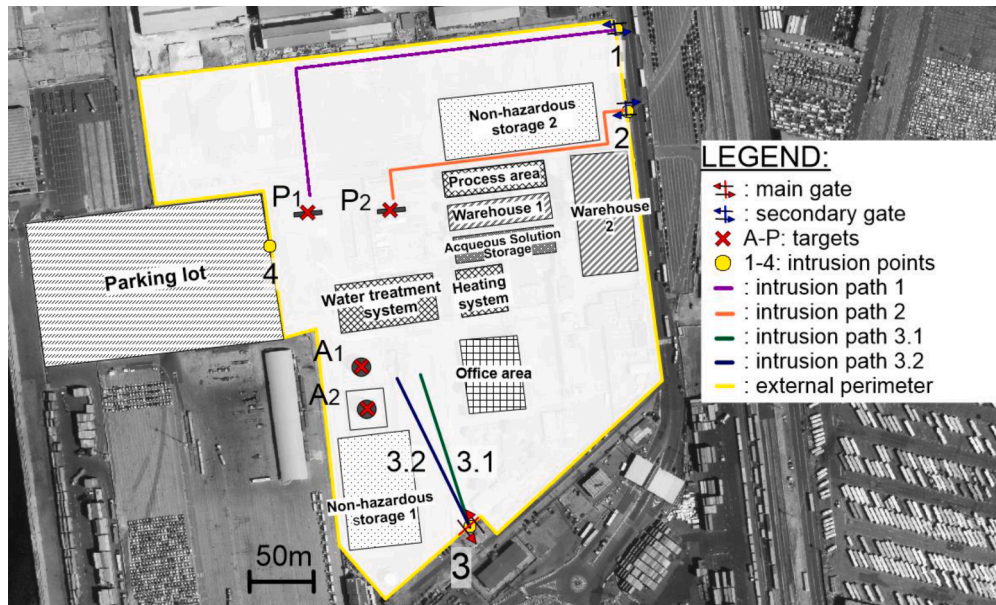 1
Non-hazardous
storage 2
2
P1
P2
Process area
Warehouse 1
Warehouse
2
Acqueous Solution
Storage
4
Parking lot
Water treatment
system
Heating
system
A1
A2
Office area
3.2
3.1
Non-hazardous
storage 1
50m
3
LEGEND:
: main gate
: secondary gate
A-P: targets
1-4: intrusion points
: intrusion path 1
: intrusion path 2
: intrusion path 3.1
: intrusion path 3.2
: external perimeter